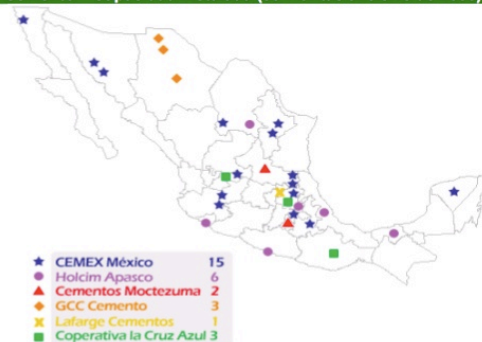 CEMEX México 15
Holcim Apasco 6
Cementos Moctezuma 2
GCC Cemento 3
Lafarge Cementos 1
Coperativa la Cruz Azul 3